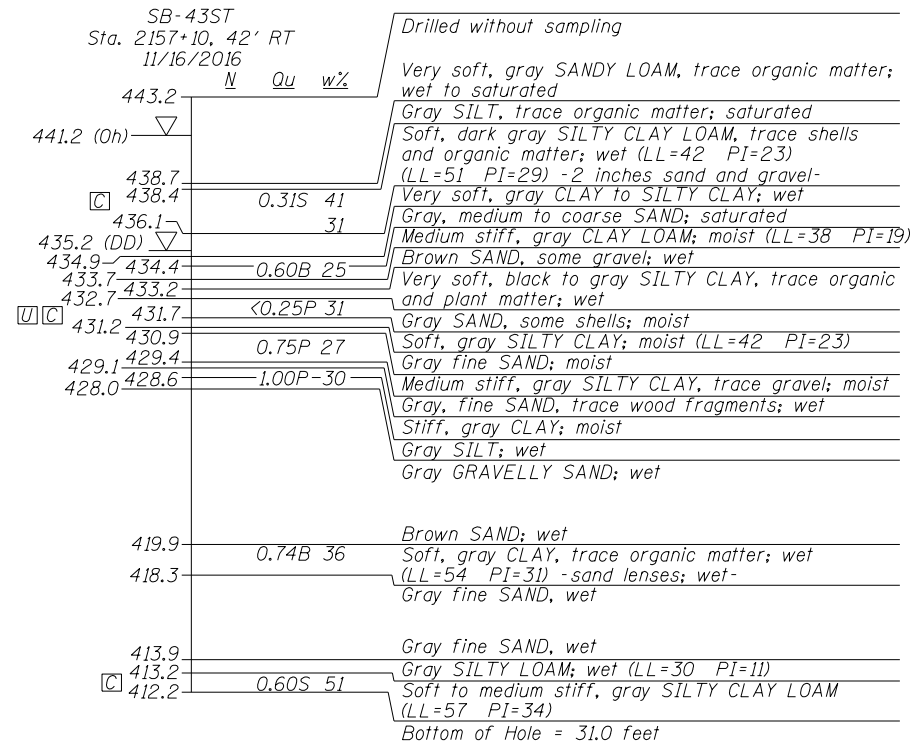 SB-43ST
Sta. 2157+10, 42' RT
11/16/2016
N Qu w%
443.2
441.2 (0h)
438.7
438.4
C 0.31S 41
436.1 31
435.2 (DD)
434.9
434.4
433.7 0.60B 25
433.2
432.7
<0.25P 31
U C 431.7
431.2
430.9
0.75P 27
429.4
429.1
428.6 1.00P 30
428.0
419.9
0.74B 36
418.3
413.9
413.2
C 412.2 0.60S 51
Drilled without sampling
Very soft, gray SANDY LOAM, trace organic matter;
wet to saturated
Gray SILT, trace organic matter; saturated
Soft, dark gray SILTY CLAY LOAM, trace shells
and organic matter; wet (LL=42 PI=23)
(LL=51 PI=29) -2 inches sand and gravel-
Very soft, gray CLAY to SILTY CLAY; wet
Gray, medium to coarse SAND; saturated
Medium stiff, gray CLAY LOAM; moist (LL=38 PI=19)
Brown SAND, some gravel; wet
Very soft, black to gray SILTY CLAY, trace organic
and plant matter; wet
Gray SAND, some shells; moist
Soft, gray SILTY CLAY; moist (LL=42 PI=23)
Gray fine SAND; moist
Medium stiff, gray SILTY CLAY, trace gravel; moist
Gray, fine SAND, trace wood fragments; wet
Stiff, gray CLAY; moist
Gray SILT; wet
Gray GRAVELLY SAND; wet
Brown SAND; wet
Soft, gray CLAY, trace organic matter; wet
(LL=54 PI=31) -sand lenses; wet-
Gray fine SAND, wet
Gray fine SAND, wet
Gray SILTY LOAM; wet (LL=30 PI=11)
Soft to medium stiff, gray SILTY CLAY LOAM
(LL=57 PI=34)
Bottom of Hole = 31.0 feet